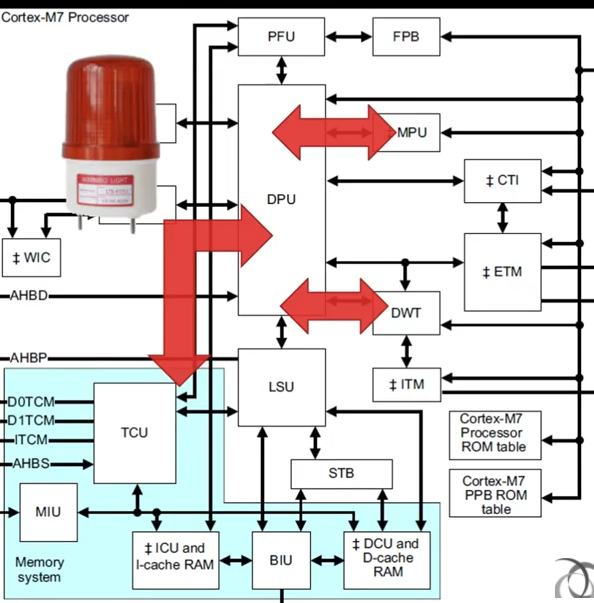 Cortex-M7 Processor
PFU
FPB
‡ MPU
WARNING LIGHT
DPU
‡ CTI
‡ WIC
‡ ETM
AHBD
DWT
AHBP
LSU
‡ ITM
D0TCM
D1TCM
ITCM
AHBS
TCU
Cortex-M7
Processor
ROM table
STB
Cortex-M7
PPB ROM
table
MIU
Memory
system
‡ ICU and
I-cache RAM
BIU
‡ DCU and
D-cache
RAM